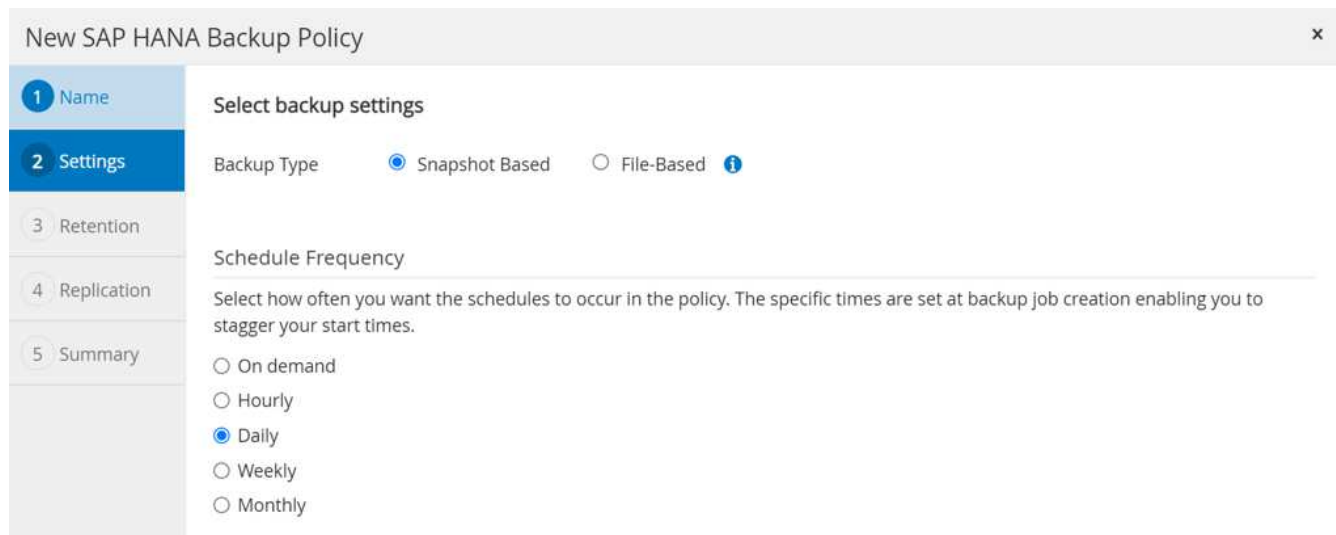 New SAP HANA Backup Policy
x
1 Name
2 Settings
3 Retention
4 Replication
5 Summary
Select backup settings
Backup Type Snapshot Based File-Based i
Schedule Frequency
Select how often you want the schedules to occur in the policy. The specific times are set at backup job creation enabling you to
stagger your start times.
On demand
Hourly
Daily
Weekly
Monthly